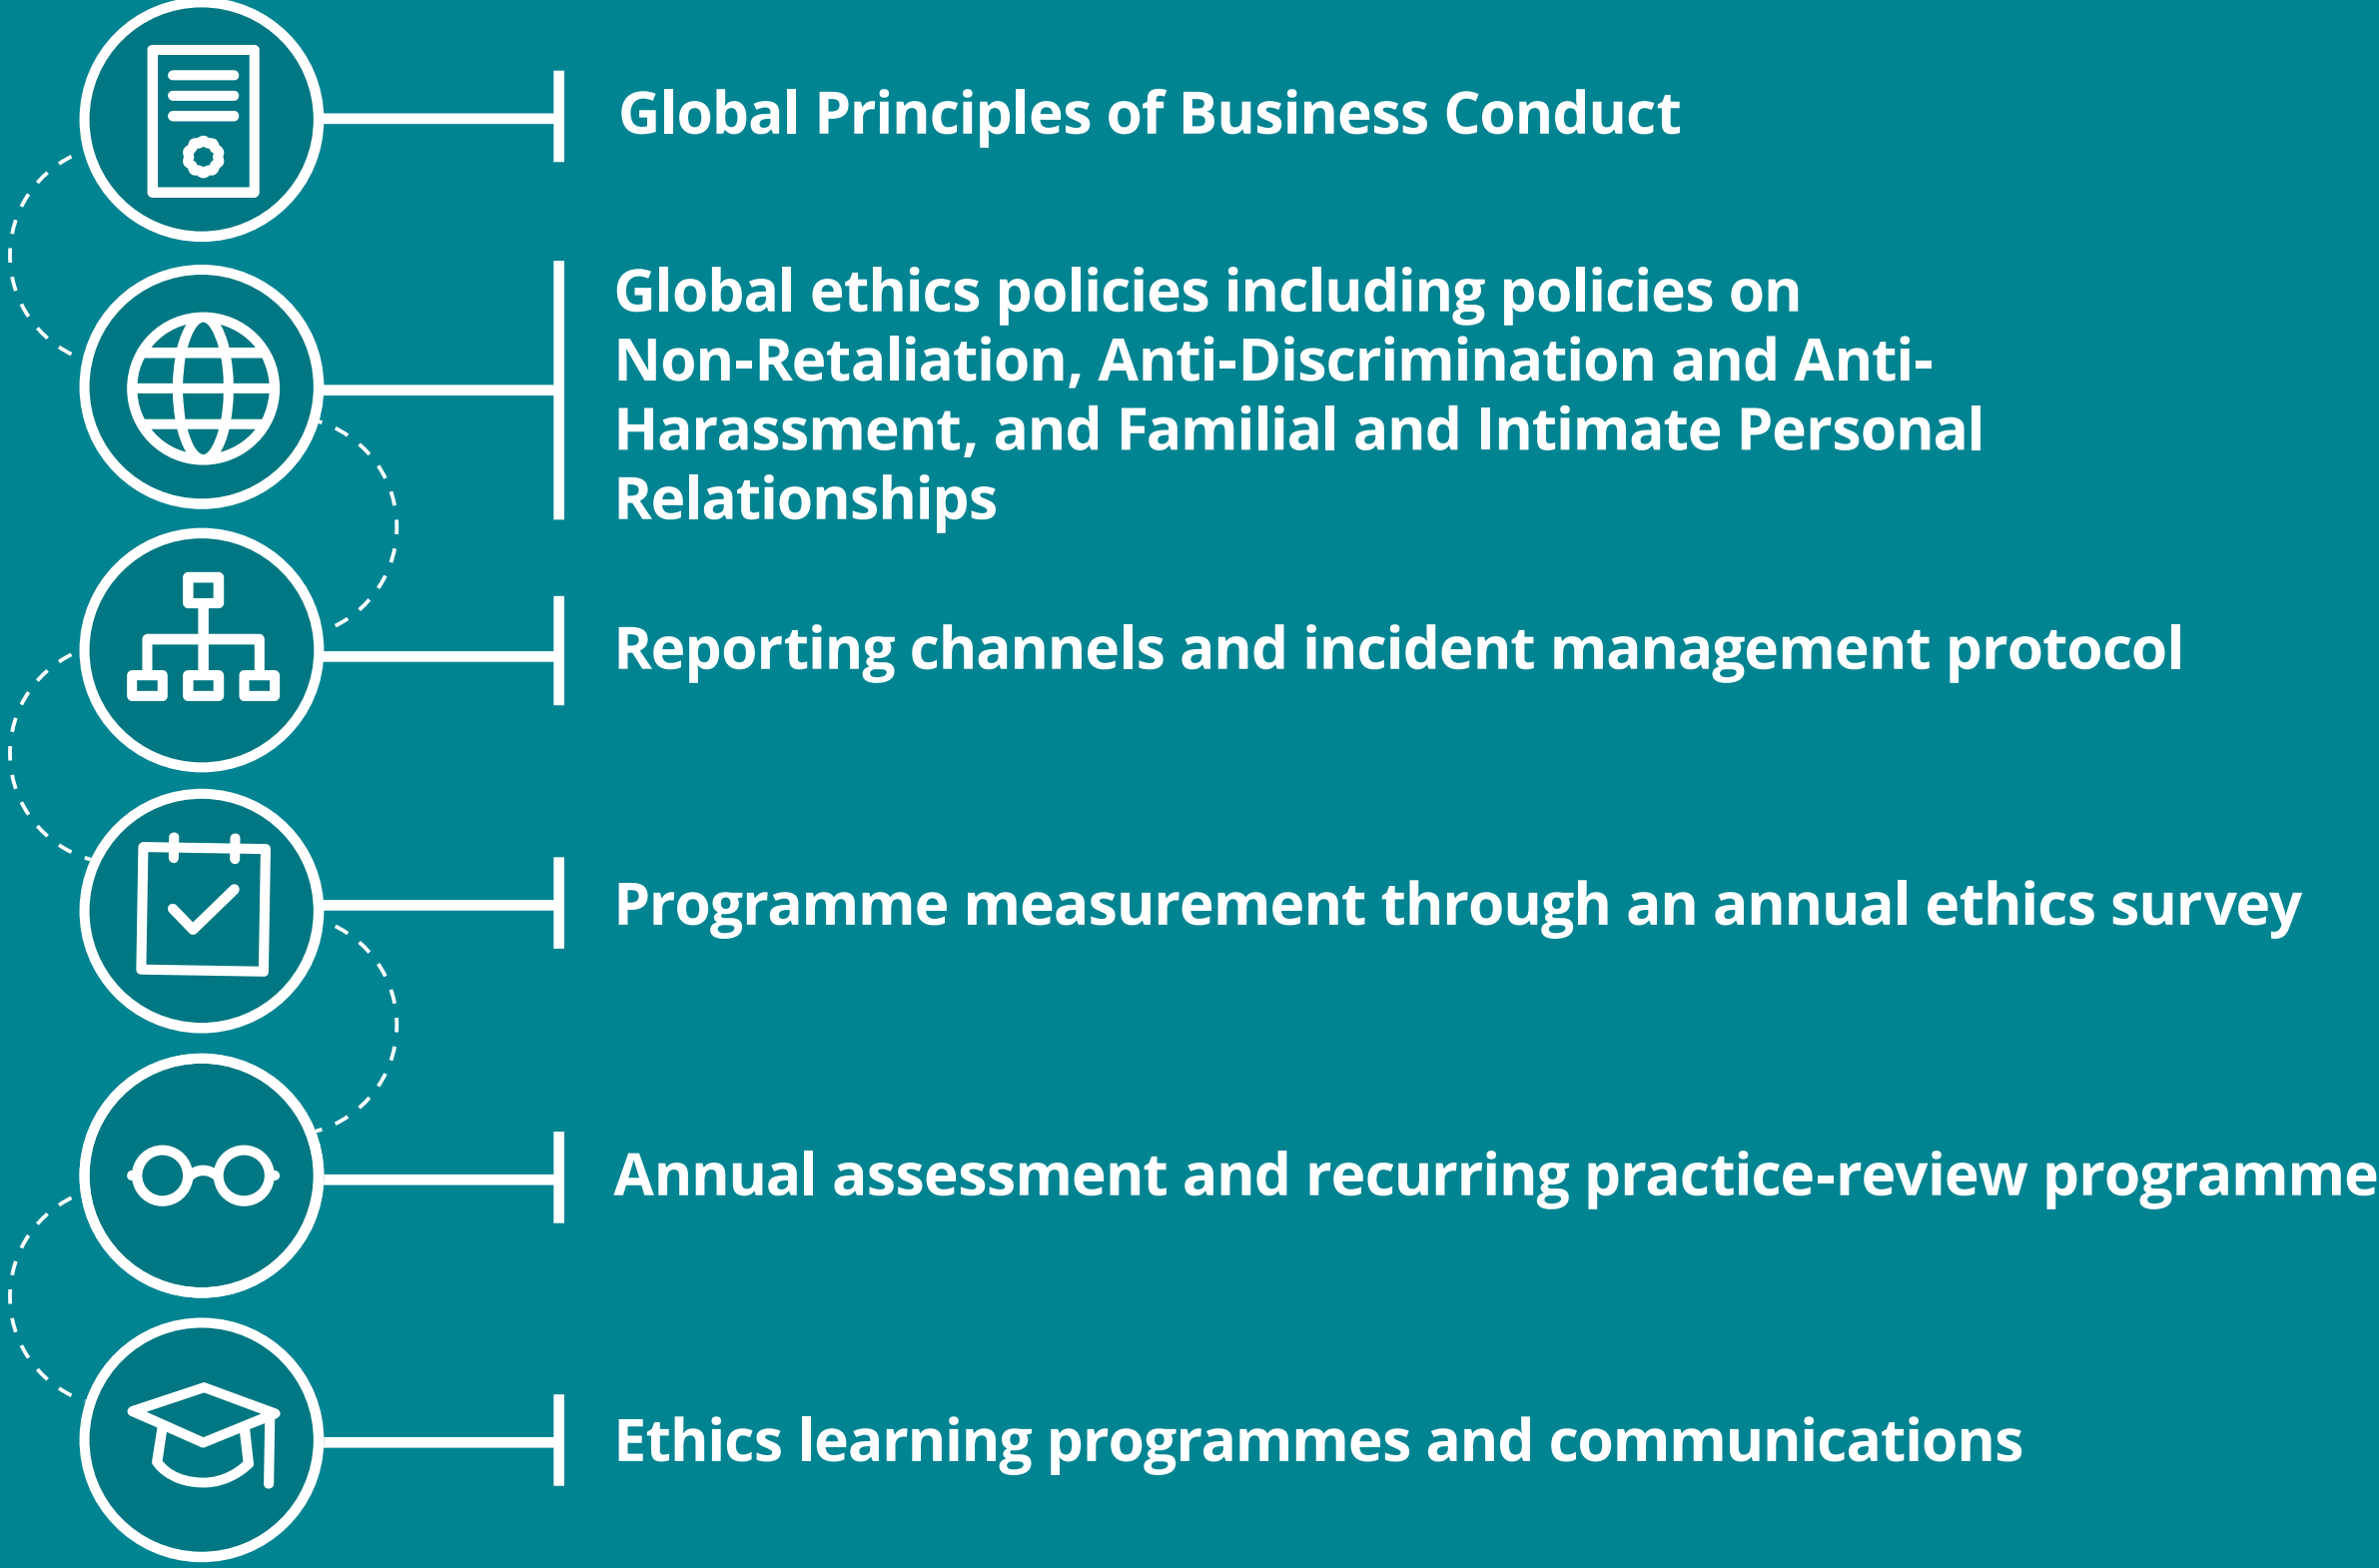 Global Principles of Business Conduct
Global ethics policies including policies on
Non-Retaliation, Anti-Discrimination and Anti-
Harassment, and Familial and Intimate Personal
Relationships
Reporting channels and incident management protocol
Programme measurement through an annual ethics survey
Annual assessment and recurring practice-review programme
Ethics learning programmes and communications